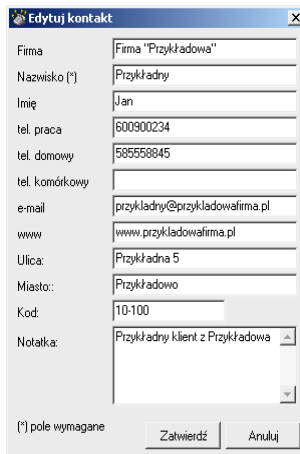 Edytuj kontakt
Firma Firma "Przykładowa"
Nazwisko (*) Przykładny
Imię Jan
tel. praca 600900234
tel. domowy 585558845
tel. komórkowy
e-mail przykladny@przykladowafirma.pl
www www.przykladowafirma.pl
Ulica: Przykładna 5
Miasto:: Przykładowo
Kod: 10-100
Notatka: Przykładny klient z Przykładowa
(*) pole wymagane Zatwierdź Anuluj